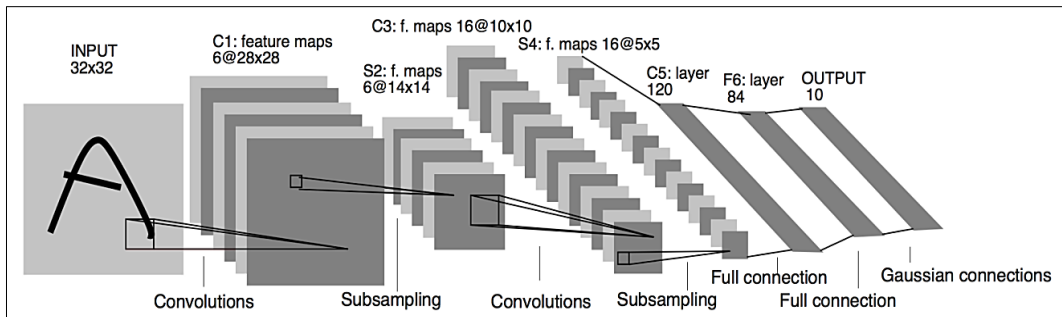 INPUT
32x32
C1: feature maps
6@28x28
S2: f. maps
6@14x14
C3: f. maps 16@10x10
S4: f. maps 16@5x5
C5: layer
120
F6: layer
84
OUTPUT
10
A
Convolutions
Subsampling
Convolutions
Subsampling
Full connection
Full connection
Gaussian connections